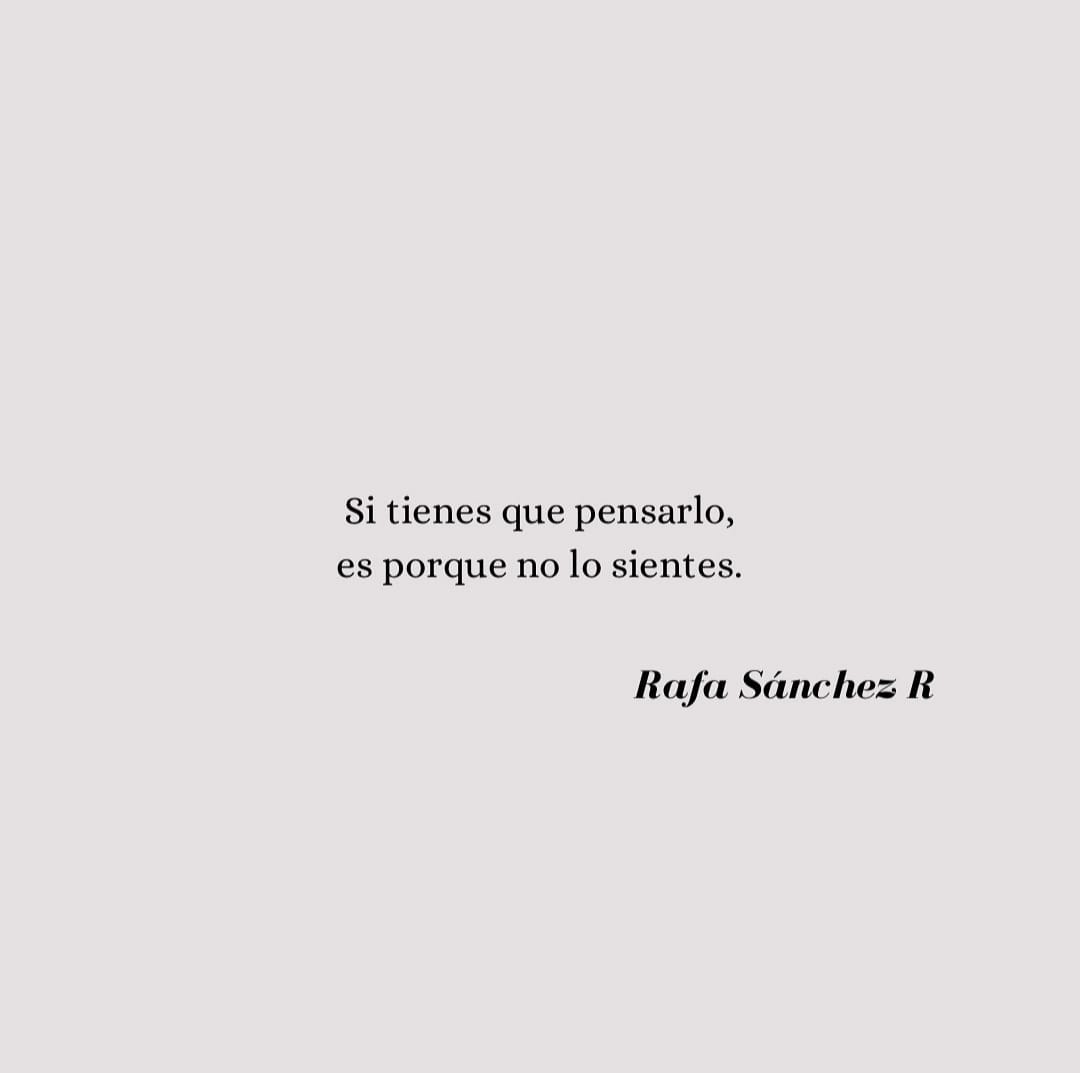 Si tienes que pensarlo,
es porque no lo sientes.
Rafa Sánchez R